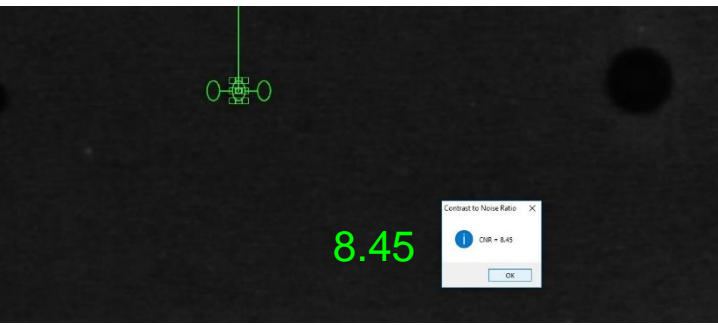 8.45
Contrast to Noise Ratio
CNR = 8.45
OK